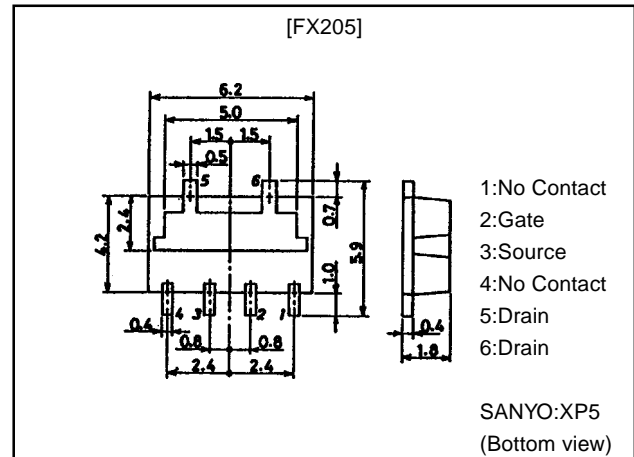 [FX205]
6.2
5.0
1.5 1.5
0.5
5 6
4.2
2.4
0.7
5.9
1.0
4 3 2 1
0.4
0.8 0.8
2.4 2.4
0.4
1.8
1:No Contact
2:Gate
3:Source
4:No Contact
5:Drain
6:Drain
SANYO:XP5
(Bottom view)